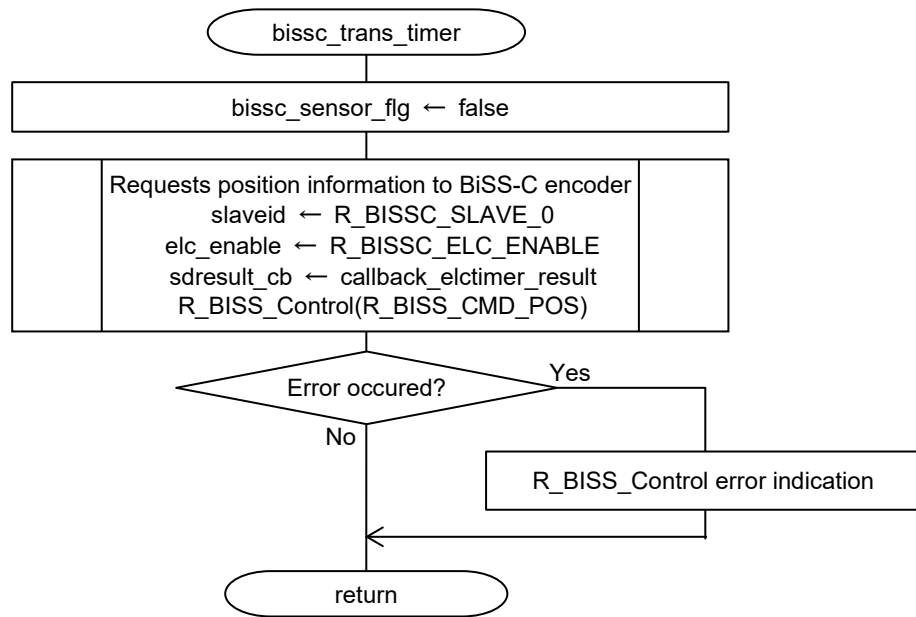 bissc_trans_timer
bissc_sensor_flg ← false
Requests position information to BiSS-C encoder
slaveid ← R_BISSC_SLAVE_0
elc_enable ← R_BISSC_ELC_ENABLE
sdresult_cb ← callback_elctimer_result
R_BISS_Control(R_BISS_CMD_POS)
Error occured?
Yes
No
R_BISS_Control error indication
return